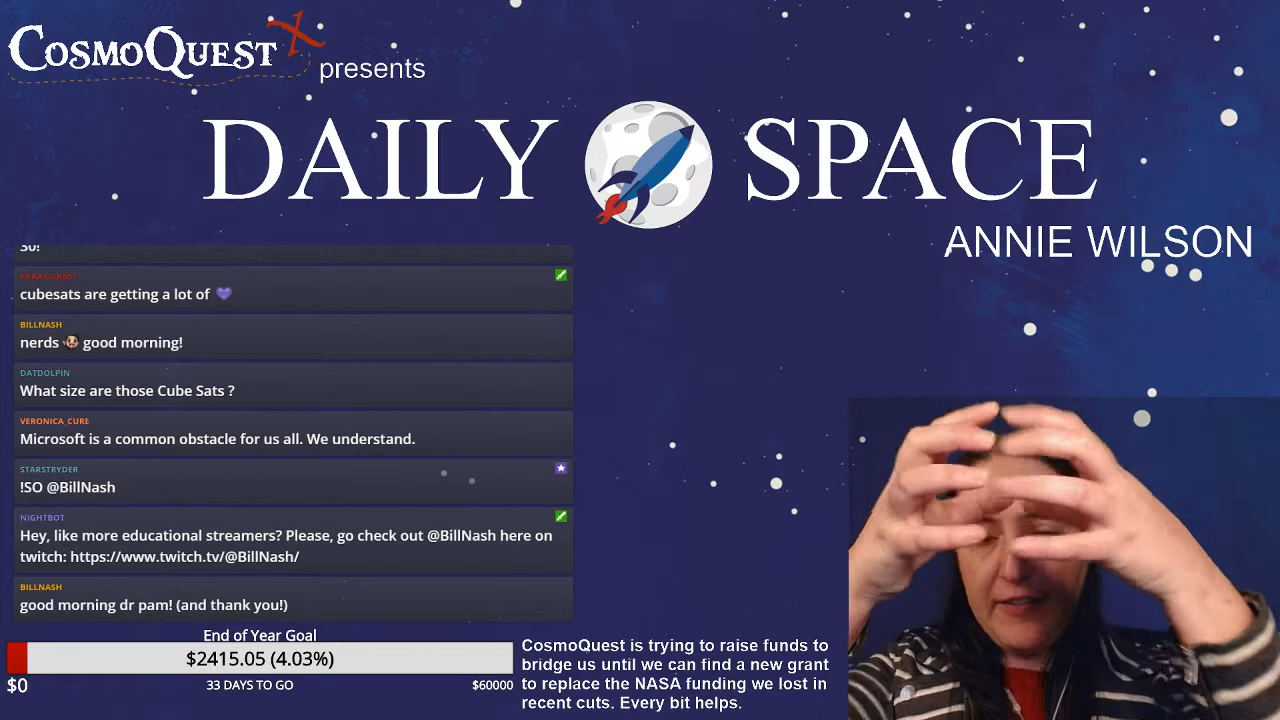 COSMOQUEST X
presents
DAILY SPACE
ANNIE WILSON
30!
cubesats are getting a lot of 💜
BILLNASH
nerds good morning!
DATDOLPIN
What size are those Cube Sats ?
VERONICA_CURE
Microsoft is a common obstacle for us all. We understand.
STARSTRYDER
!SO @BillNash
NIGHTBOT
Hey, like more educational streamers? Please, go check out @BillNash here on
twitch: https://www.twitch.tv/@BillNash/
BILLNASH
good morning dr pam! (and thank you!)
End of Year Goal
$2415.05 (4.03%)
$0
33 DAYS TO GO
$60000
CosmoQuest is trying to raise funds to
bridge us until we can find a new grant
to replace the NASA funding we lost in
recent cuts. Every bit helps.